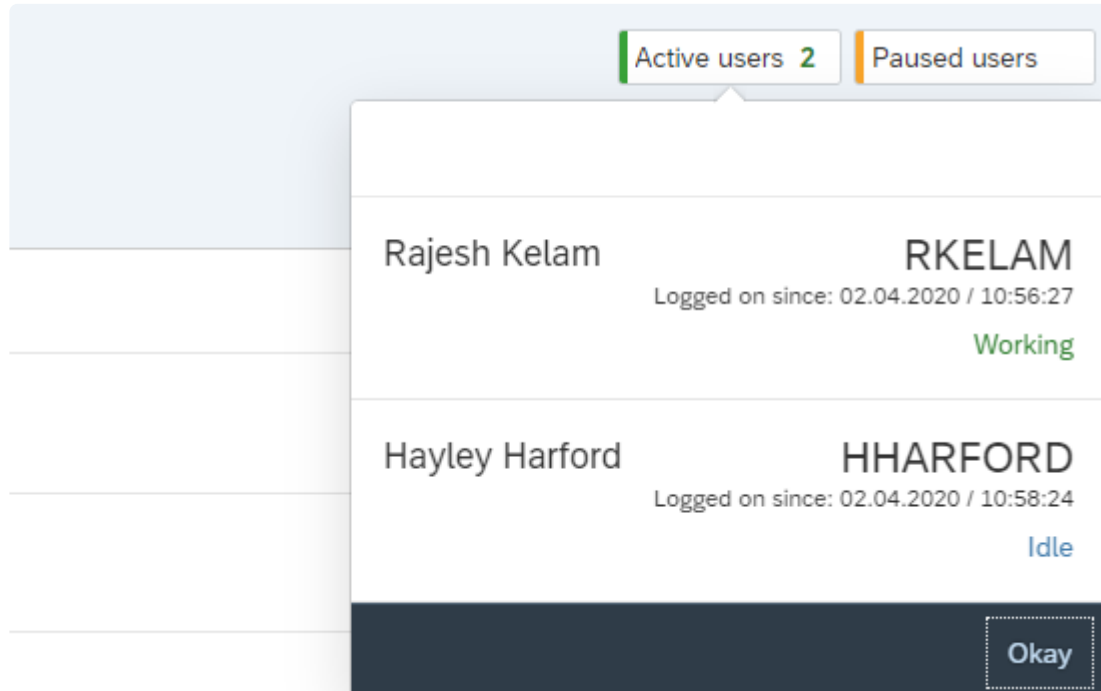 Active users 2 Paused users
Rajesh Kelam RKELAM
Logged on since: 02.04.2020 / 10:56:27
Working
Hayley Harford HHARFORD
Logged on since: 02.04.2020 / 10:58:24
Idle
Okay